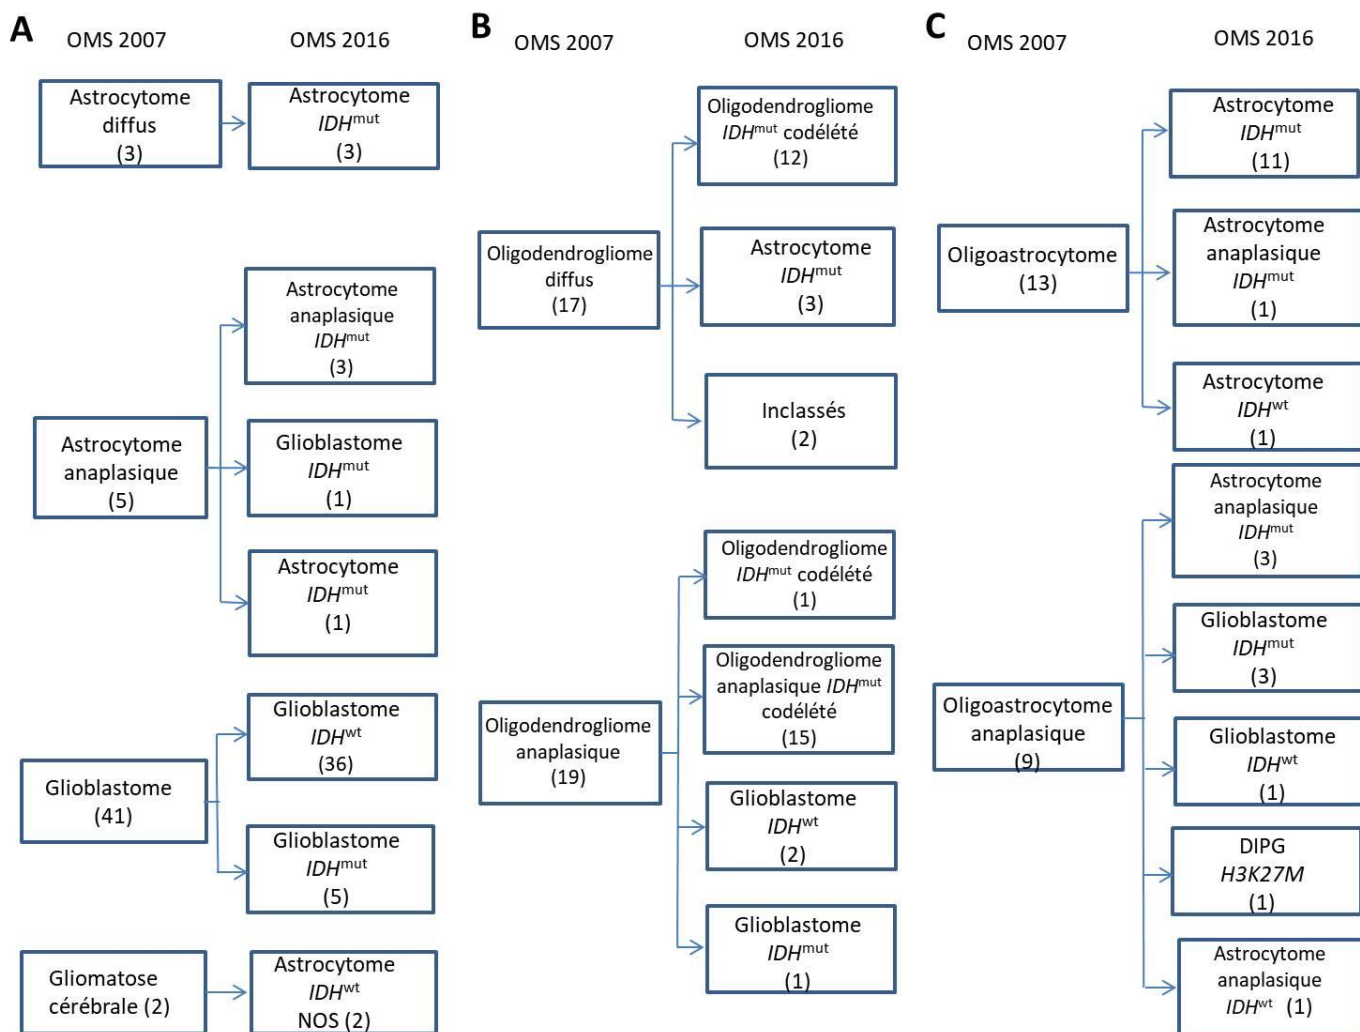 A
OMS 2007
OMS 2016
Astrocytome
diffus
(3)
Astrocytome
IDHmut
(3)
Astrocytome
anaplasique
(5)
Astrocytome
anaplasique
IDHmut
(3)
Glioblastome
IDHmut
(1)
Astrocytome
IDHmut
(1)
Glioblastome
(41)
Glioblastome
IDHwt
(36)
Glioblastome
IDHmut
(5)
Gliomatose
cérébrale (2)
Astrocytome
IDHwt
NOS (2)
B
OMS 2007
OMS 2016
Oligodendrogliome
diffus
(17)
Oligodendrogliome
IDHmut codélété
(12)
Astrocytome
IDHmut
(3)
Inclassés
(2)
Oligodendrogliome
anaplasique
(19)
Oligodendrogliome
IDHmut codélété
(1)
Oligodendrogliome
anaplasique IDHmut
codélété
(15)
Glioblastome
IDHwt
(2)
Glioblastome
IDHmut
(1)
C
OMS 2007
OMS 2016
Oligoastrocytome
(13)
Astrocytome
IDHmut
(11)
Astrocytome
anaplasique
IDHmut
(1)
Astrocytome
IDHwt
(1)
Oligoastrocytome
anaplasique
(9)
Astrocytome
anaplasique
IDHmut
(3)
Glioblastome
IDHmut
(3)
Glioblastome
IDHwt
(1)
DIPG
H3K27M
(1)
Astrocytome
anaplasique
IDHwt (1)